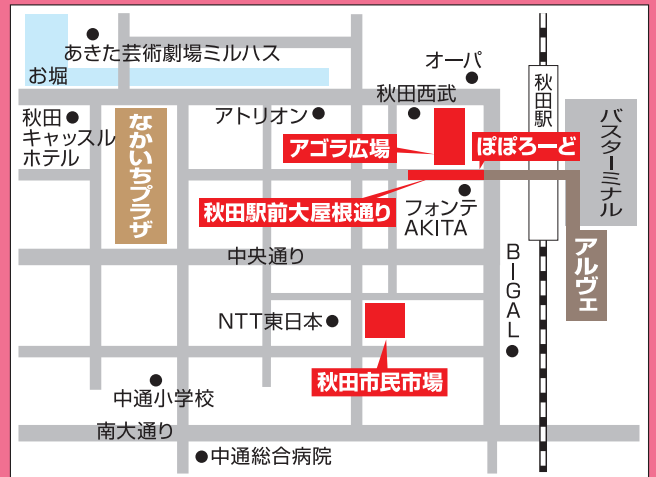 あきた芸術劇場ミルハス
お堀
オーパ
秋田西武
秋田駅
秋田
キャッスル
ホテル
なかいちプラザ
アトリオン
アゴラ広場
ぽぽろーど
バスターミナル
秋田駅前大屋根通り
フォンテ
AKITA
中央通り
BIGAL
アルヴェ
NTT東日本
秋田市民市場
中通小学校
南大通り
中通総合病院